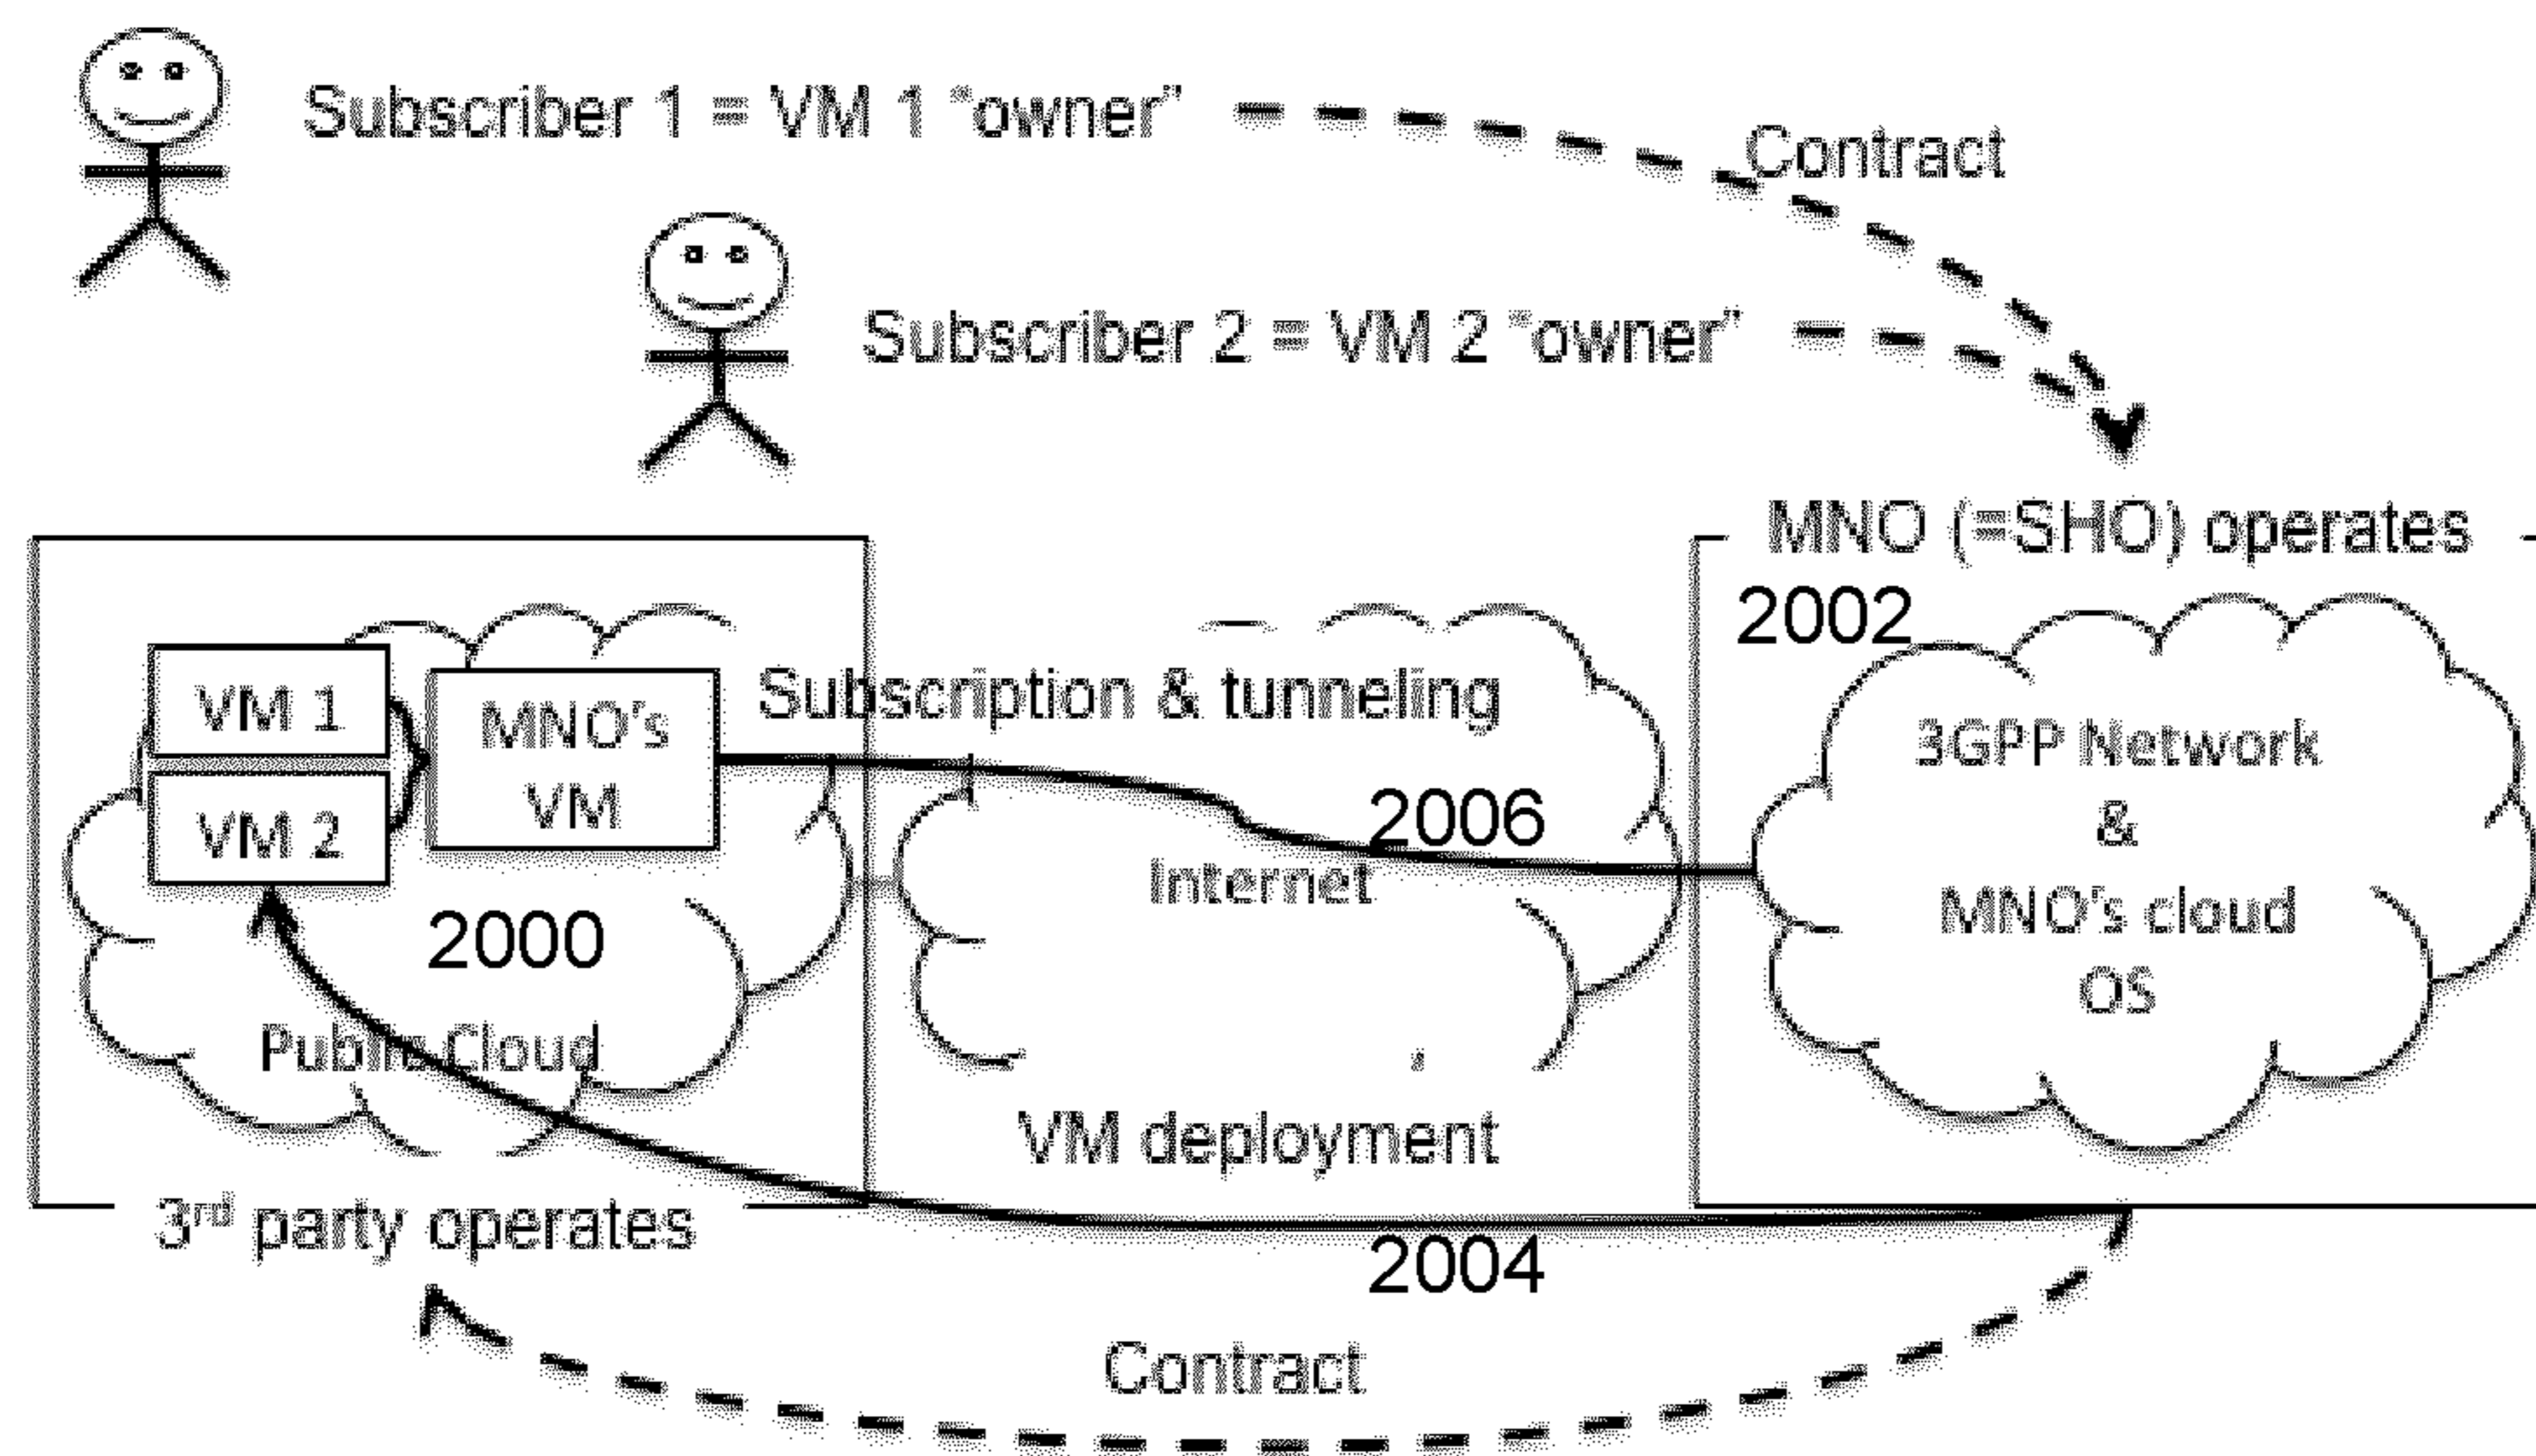 Subscriber 1 = VM 1 "owner"
Contract
Subscriber 2 = VM 2 "owner"
MNO (=SHO) operates
2002
VM 1
VM 2
MNO's
VM
Subscription & tunneling
2006
Internet
3GPP Network
&
MNO's cloud
OS
2000
Public Cloud
VM deployment
3rd party operates
2004
Contract